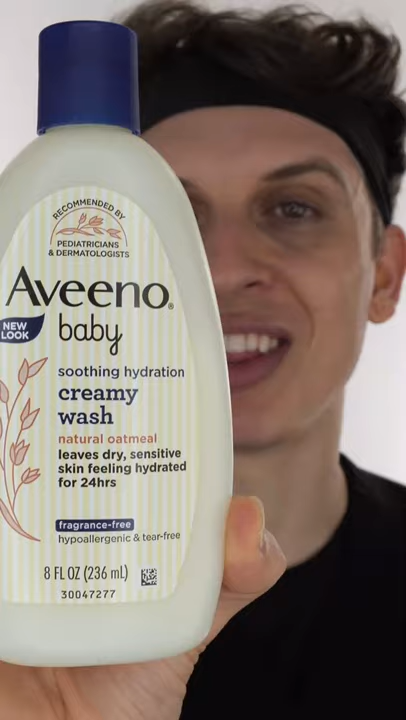 RECOMMENDED BY
PEDIATRICIANS
& DERMATOLOGISTS
Aveeno®
NEW
LOOK
baby
soothing hydration
creamy
wash
natural oatmeal
leaves dry, sensitive
skin feeling hydrated
for 24hrs
fragrance-free
hypoallergenic & tear-free
8 FL OZ (236 mL)
30047277